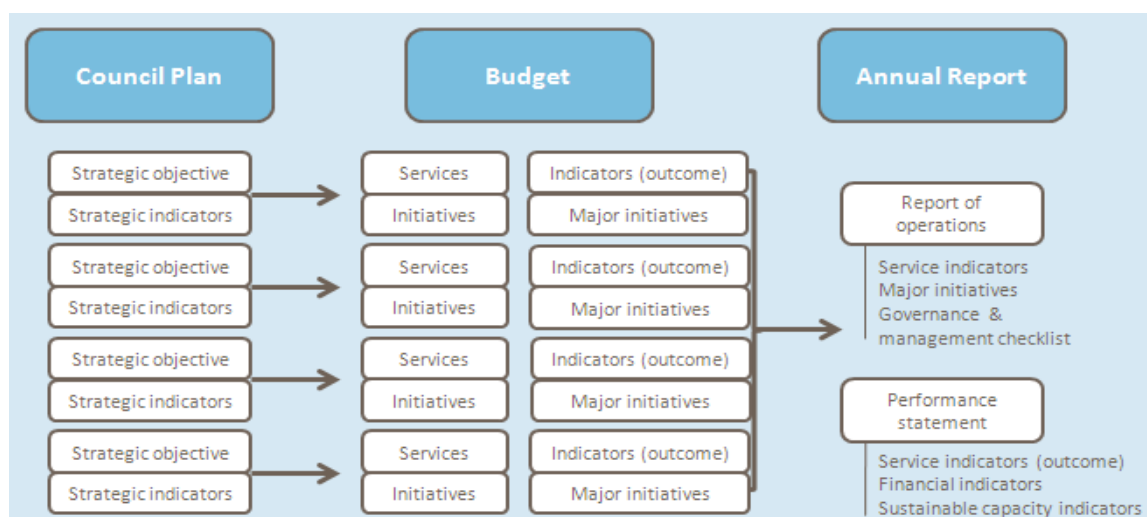 Council Plan
Budget
Annual Report
Strategic objective
Strategic indicators
Services
Initiatives
Indicators (outcome)
Major initiatives
Strategic objective
Strategic indicators
Services
Initiatives
Indicators (outcome)
Major initiatives
Strategic objective
Strategic indicators
Services
Initiatives
Indicators (outcome)
Major initiatives
Strategic objective
Strategic indicators
Services
Initiatives
Indicators (outcome)
Major initiatives
Report of
operations
Service indicators
Major initiatives
Governance &
management checklist
Performance
statement
Service indicators (outcome)
Financial indicators
Sustainable capacity indicators